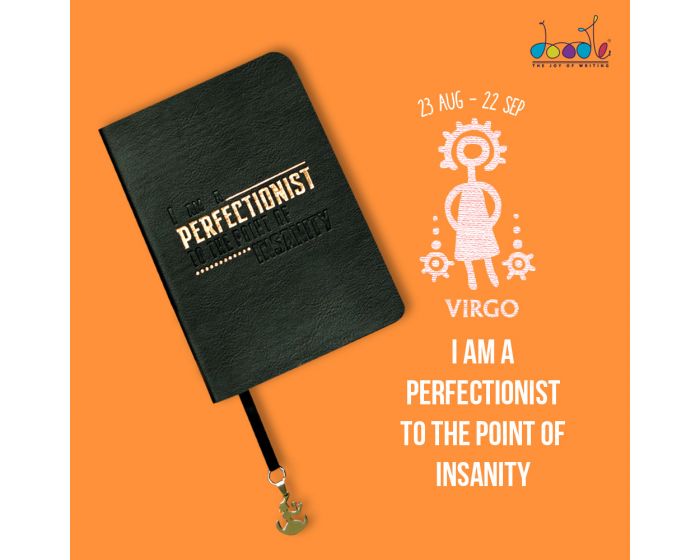 doodle
THE JOY OF WRITING
23 AUG - 22 SEP
VIRGO
I AM A
PERFECTIONIST
TO THE POINT OF
INSANITY
I AM A
PERFECTIONIST
TO THE POINT OF
INSANITY